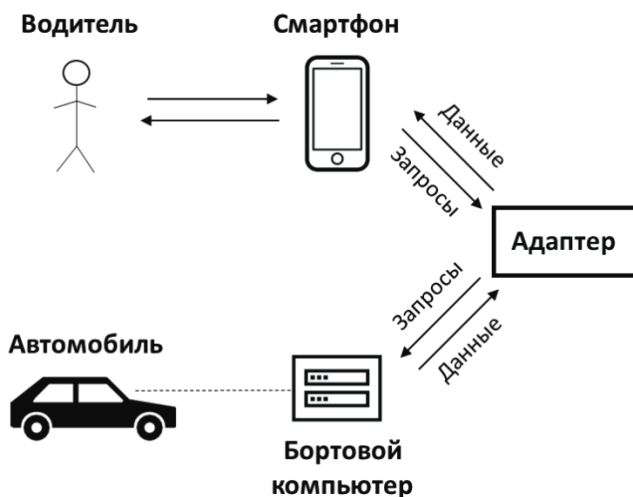 Водитель
Смартфон
Данные
Запросы
Адаптер
Запросы
Данные
Автомобиль
Бортовой
компьютер